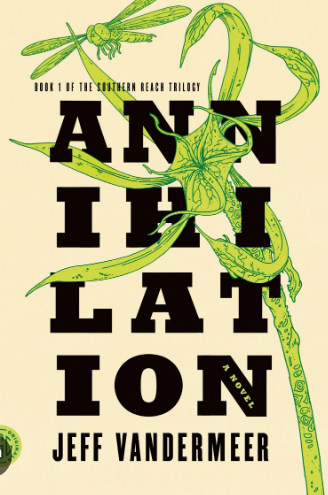 BOOK 1 OF THE SOUTHERN REACH TRILOGY
ANN
IHI
LAT
ION
A NOVEL
JEFF VANDERMEER